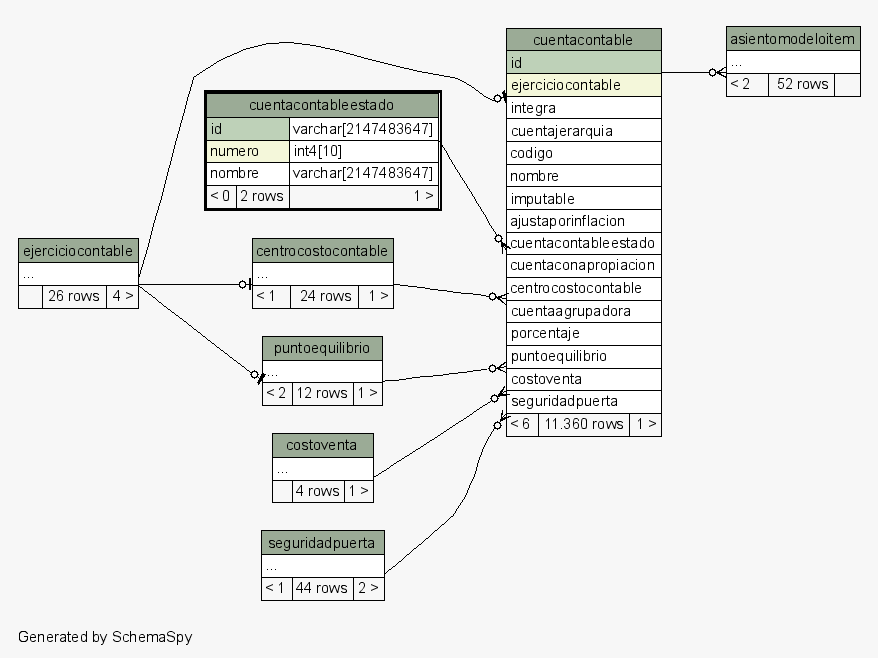 cuentacontable
id
ejerciciocontable
integra
cuentajerarquia
codigo
nombre
imputable
ajustaporinflacion
cuentacontableestado
cuentaconapropiacion
centrocostocontable
cuentaagrupadora
porcentaje
puntoequilibrio
costoventa
seguridadpuerta
< 6 11.360 rows 1 >
asientomodeloitem
...
< 2 52 rows
cuentacontableestado
id varchar[2147483647]
numero int4[10]
nombre varchar[2147483647]
< 0 2 rows 1 >
ejerciciocontable
...
26 rows 4 >
centrocostocontable
...
< 1 24 rows 1 >
puntoequilibrio
...
< 2 12 rows 1 >
costoventa
...
4 rows 1 >
seguridadpuerta
...
< 1 44 rows 2 >
Generated by SchemaSpy